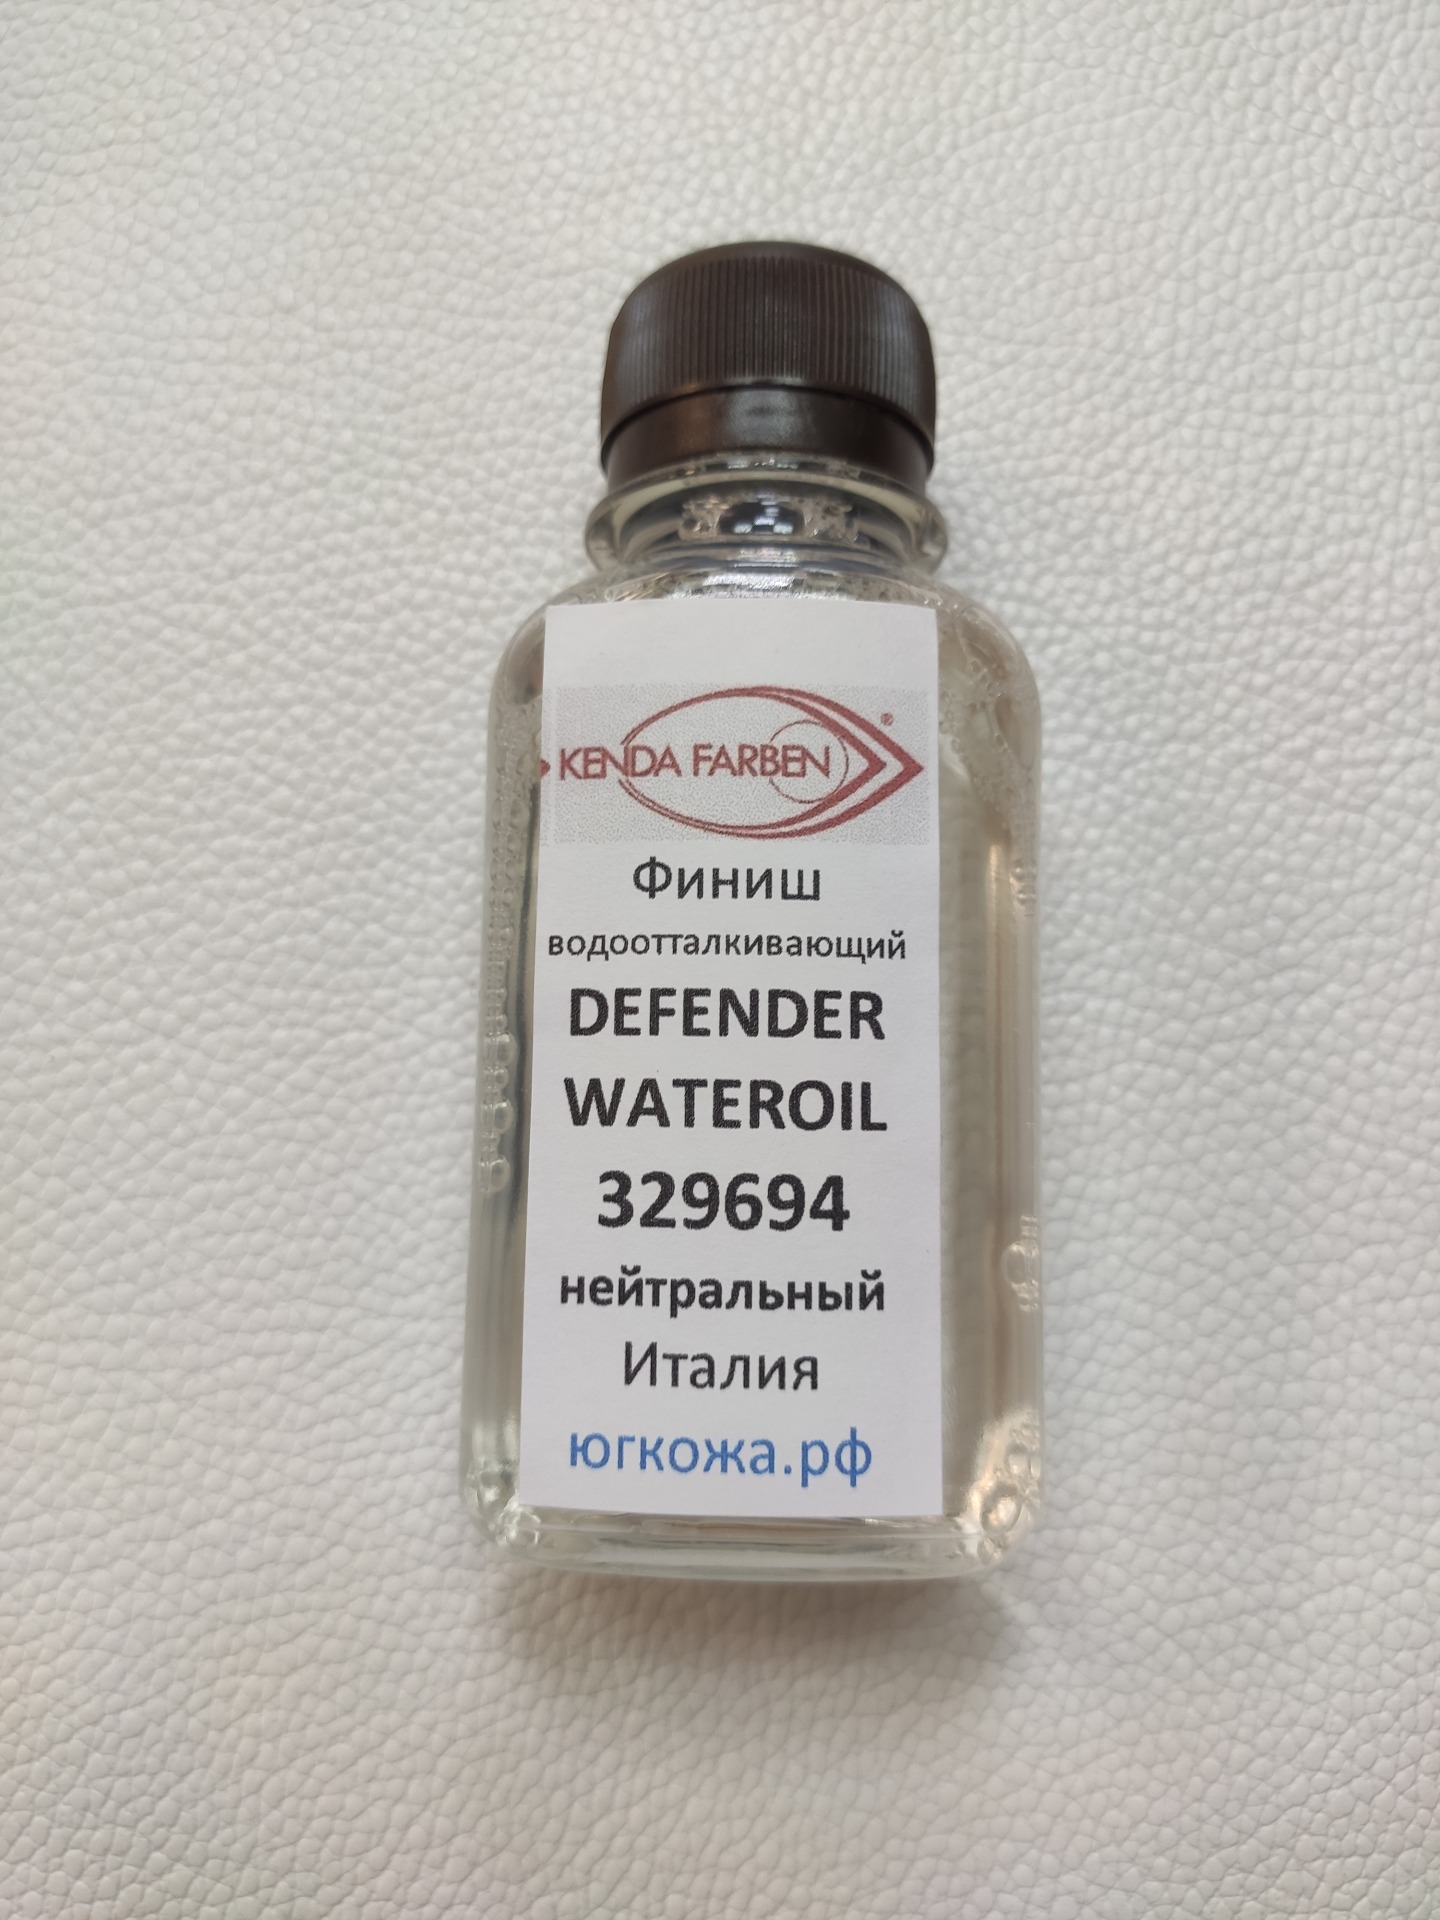 KENDA FARBEN ®
Финиш
водоотталкивающий
DEFENDER
WATEROIL
329694
нейтральный
Италия
югкожа.рф